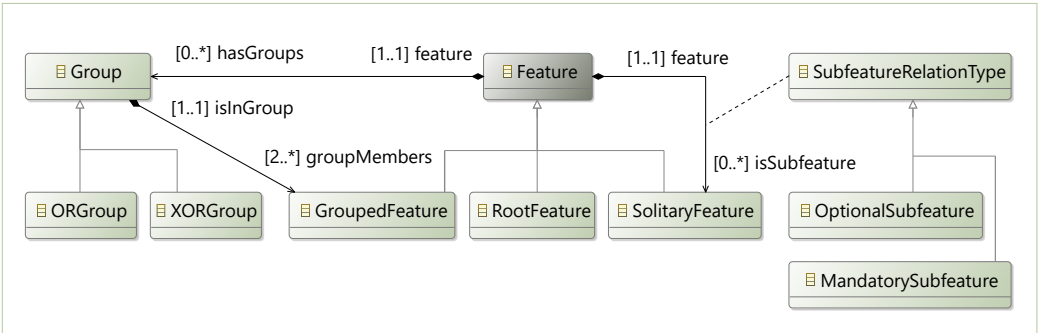 [0..*] hasGroups
[1..1] feature
[1..1] feature
Group
Feature
SubfeatureRelationType
[1..1] isInGroup
[2..*] groupMembers
[0..*] isSubfeature
ORGroup
XORGroup
GroupedFeature
RootFeature
SolitaryFeature
OptionalSubfeature
MandatorySubfeature